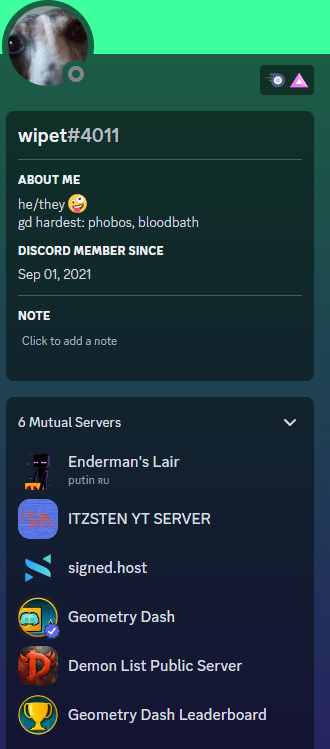 wipet#4011
ABOUT ME
he/they 🤪
gd hardest: phobos, bloodbath
DISCORD MEMBER SINCE
Sep 01, 2021
NOTE
Click to add a note
6 Mutual Servers
Enderman's Lair
putin ʀᴜ
ITZSTEN YT SERVER
signed.host
Geometry Dash
Demon List Public Server
Geometry Dash Leaderboard